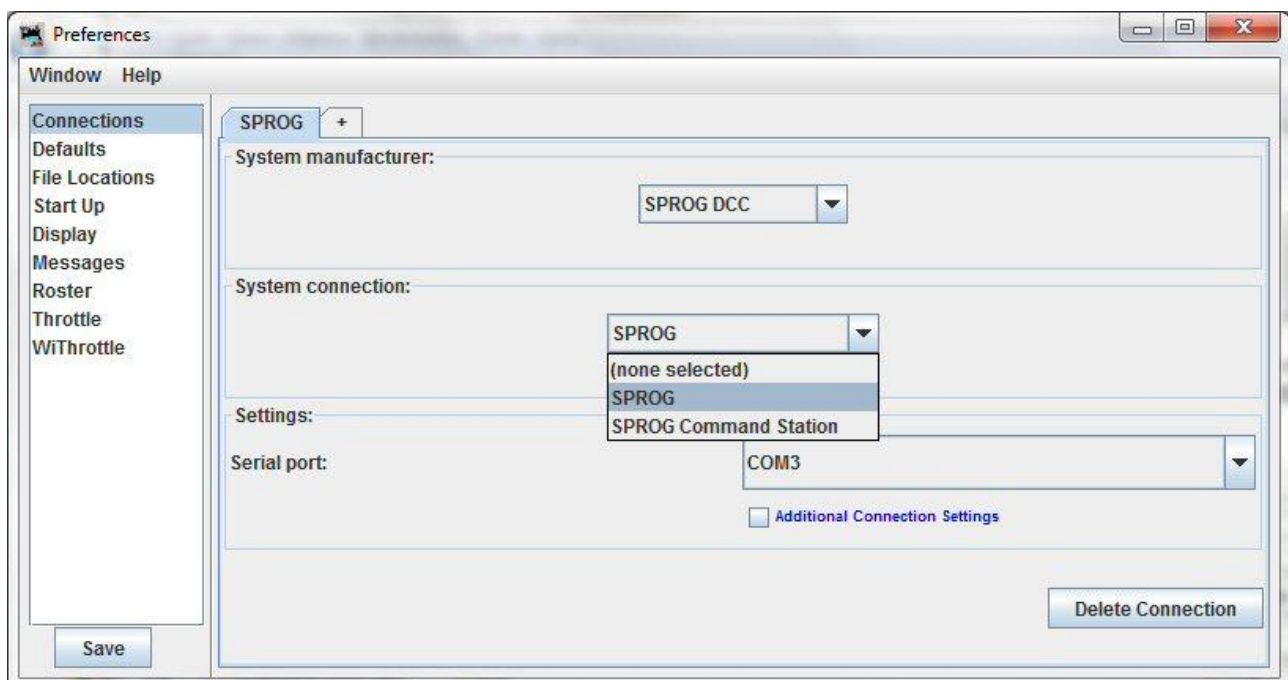 Preferences
Window Help
Connections
Defaults
File Locations
Start Up
Display
Messages
Roster
Throttle
WiThrottle
Save
SPROG +
System manufacturer:
SPROG DCC
System connection:
SPROG
(none selected)
SPROG
SPROG Command Station
Settings:
Serial port:
COM3
Additional Connection Settings
Delete Connection